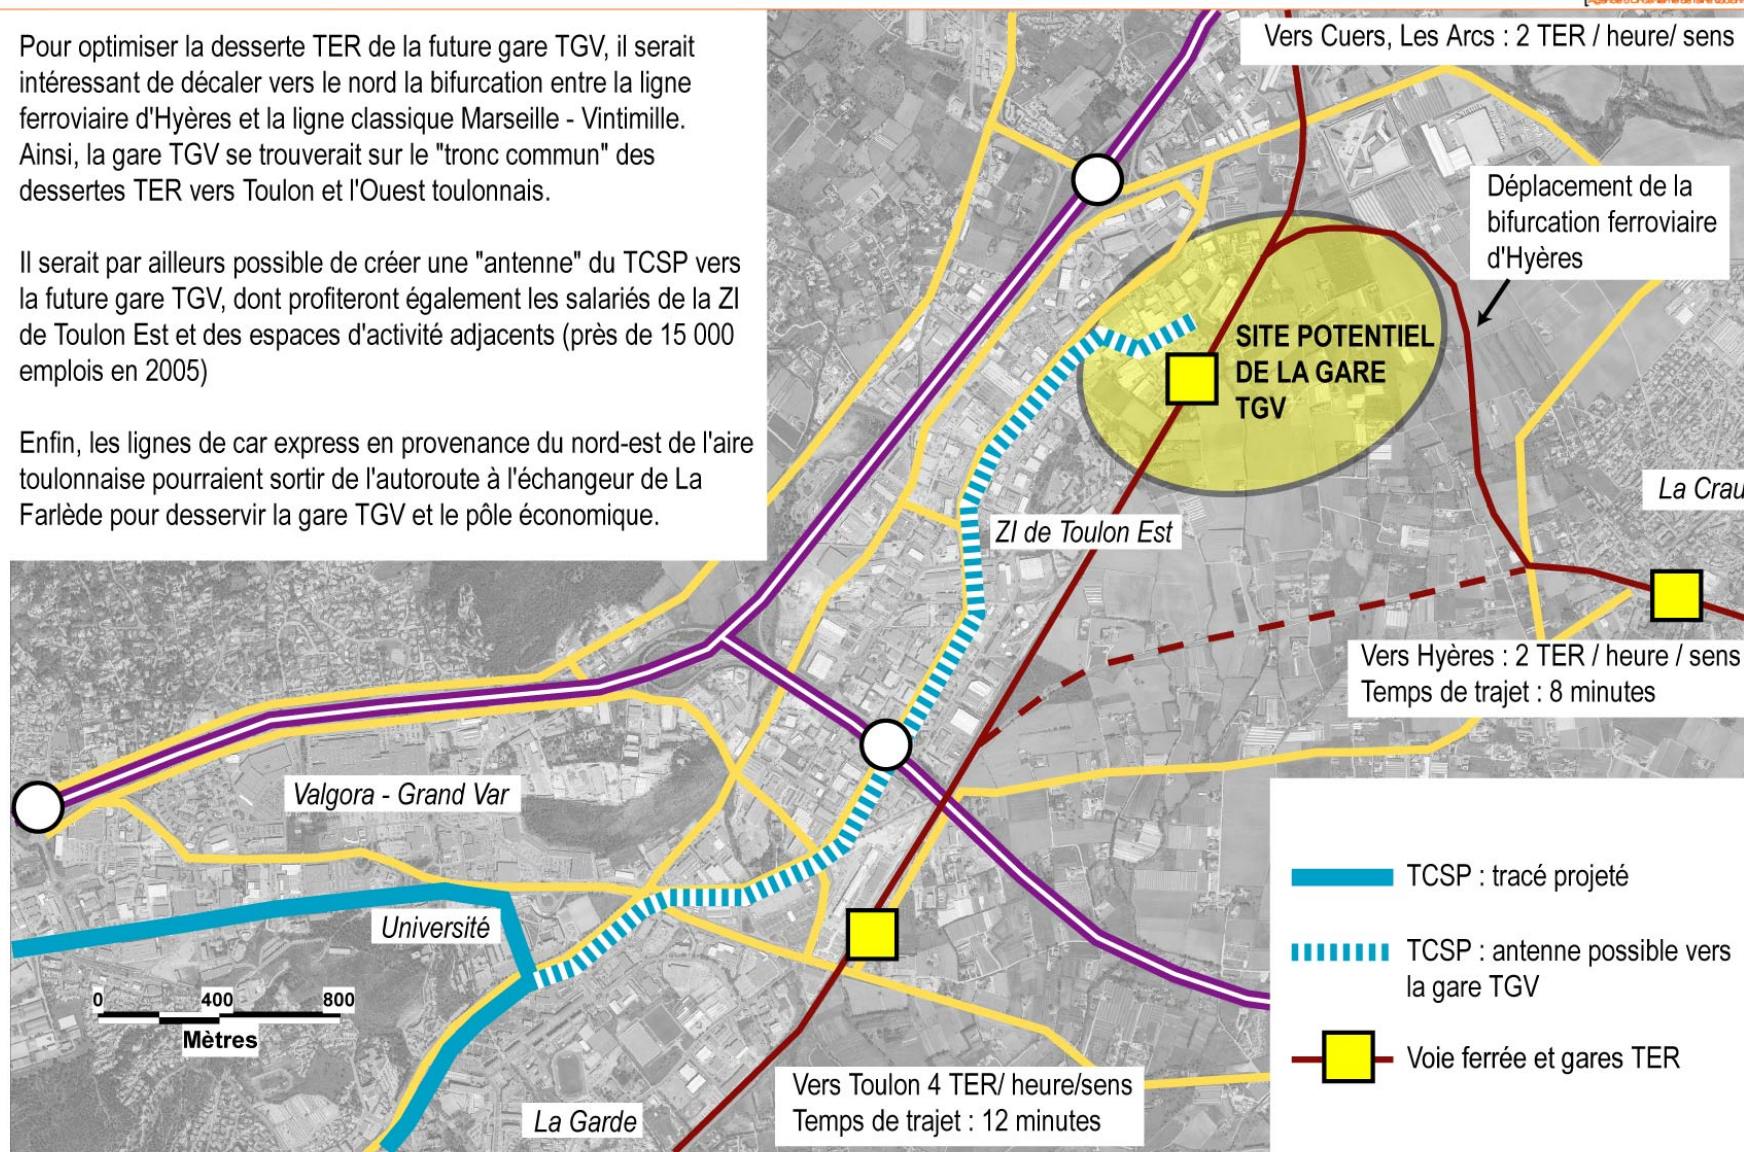 Pour optimiser la desserte TER de la future gare TGV, il serait
intéressant de décaler vers le nord la bifurcation entre la ligne
ferroviaire d'Hyères et la ligne classique Marseille - Vintimille.
Ainsi, la gare TGV se trouverait sur le "tronc commun" des
dessertes TER vers Toulon et l'Ouest toulonnais.
Il serait par ailleurs possible de créer une "antenne" du TCSP vers
la future gare TGV, dont profiteront également les salariés de la ZI
de Toulon Est et des espaces d'activité adjacents (près de 15 000
emplois en 2005)
Enfin, les lignes de car express en provenance du nord-est de l'aire
toulonnaise pourraient sortir de l'autoroute à l'échangeur de La
Farlède pour desservir la gare TGV et le pôle économique.
Vers Cuers, Les Arcs : 2 TER / heure/ sens
Déplacement de la
bifurcation ferroviaire
d'Hyères
SITE POTENTIEL
DE LA GARE
TGV
La Crau
ZI de Toulon Est
Vers Hyères : 2 TER / heure / sens
Temps de trajet : 8 minutes
Valgora - Grand Var
Université
0 400 800
Mètres
La Garde
Vers Toulon 4 TER/ heure/sens
Temps de trajet : 12 minutes
TCSP : tracé projeté
TCSP : antenne possible vers
la gare TGV
Voie ferrée et gares TER